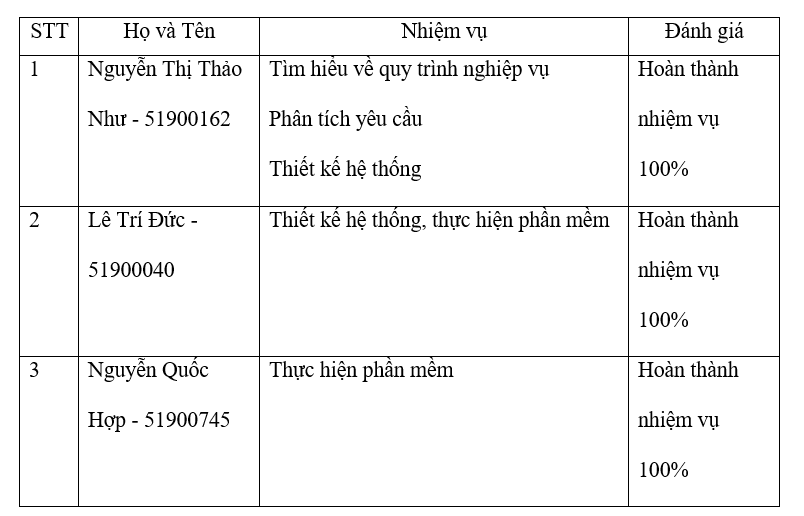 STT Họ và Tên Nhiệm vụ Đánh giá
1 Nguyễn Thị Thảo Tìm hiểu về quy trình nghiệp vụ Hoàn thành
Như - 51900162 Phân tích yêu cầu nhiệm vụ
Thiết kế hệ thống 100%
2 Lê Trí Đức - Thiết kế hệ thống, thực hiện phần mềm Hoàn thành
51900040 nhiệm vụ
100%
3 Nguyễn Quốc Thực hiện phần mềm Hoàn thành
Hợp - 51900745 nhiệm vụ
100%